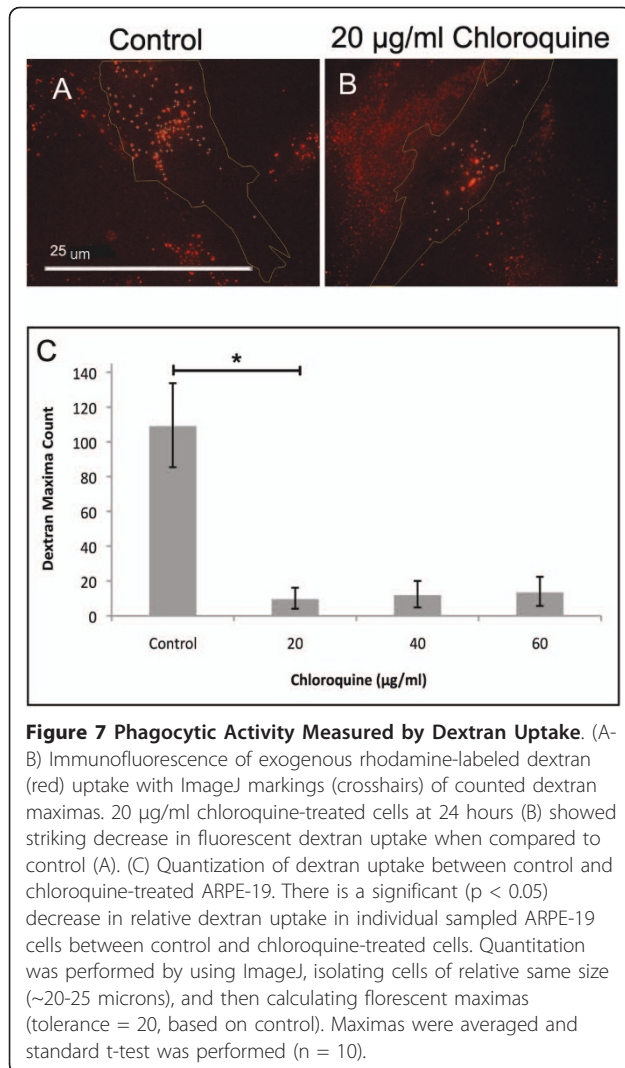 Control 20 µg/ml Chloroquine
A B
25 um
C
*
140
120
100
80
60
40
20
0
Dextran Maxima Count
Control 20 40 60
Chloroquine (µg/ml)
Figure 7 Phagocytic Activity Measured by Dextran Uptake. (A-
B) Immunofluorescence of exogenous rhodamine-labeled dextran
(red) uptake with ImageJ markings (crosshairs) of counted dextran
maximas. 20 µg/ml chloroquine-treated cells at 24 hours (B) showed
striking decrease in fluorescent dextran uptake when compared to
control (A). (C) Quantization of dextran uptake between control and
chloroquine-treated ARPE-19. There is a significant (p < 0.05)
decrease in relative dextran uptake in individual sampled ARPE-19
cells between control and chloroquine-treated cells. Quantitation
was performed by using ImageJ, isolating cells of relative same size
(~20-25 microns), and then calculating florescent maximas
(tolerance = 20, based on control). Maximas were averaged and
standard t-test was performed (n = 10).